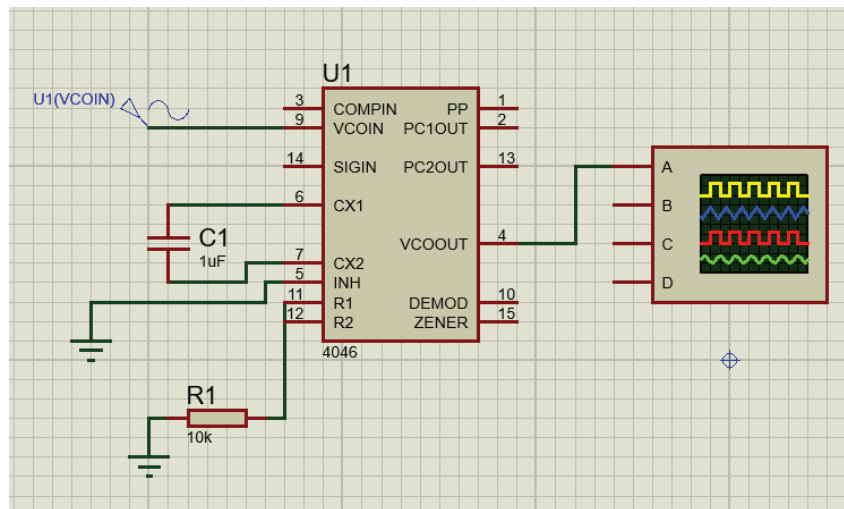 U1
U1(VCOIN)
3 COMPIN PP 1
9 VCOIN PC1OUT 2
14 SIGIN PC2OUT 13
6 CX1
VCOOUT 4
7 CX2
5 INH
11 R1 DEMOD 10
12 R2 ZENER 15
4046
C1
1uF
R1
10k
A
B
C
D